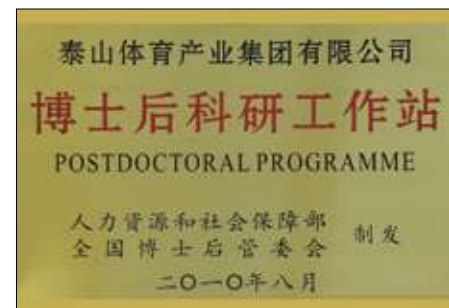 泰山体育产业集团有限公司
博士后科研工作站
POSTDOCTORAL PROGRAMME
人力资源和社会保障部
全国博士后管委会
制发
二〇一〇年八月